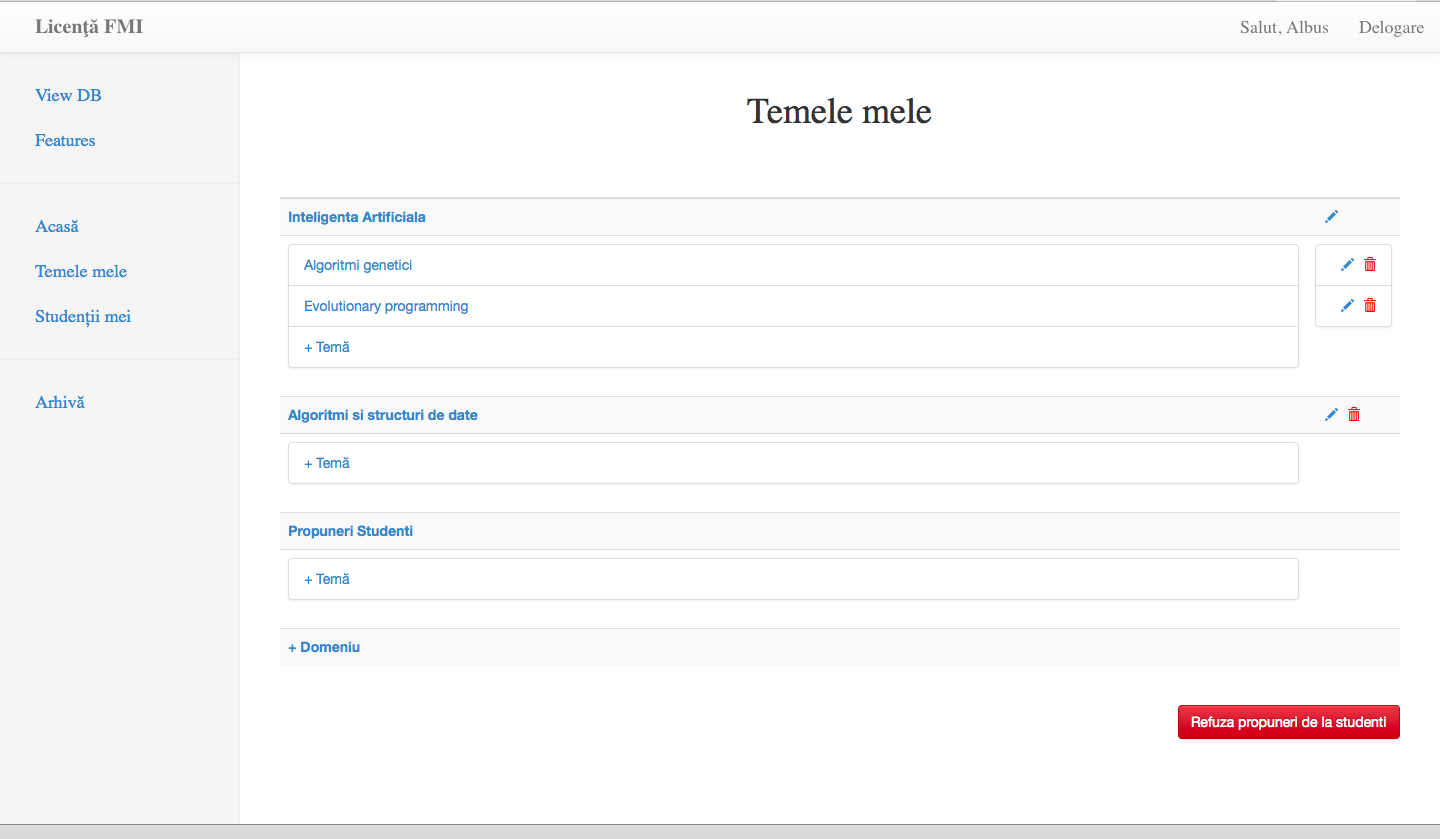 Licenţă FMI
Salut, Albus
Delogare
View DB
Features
Acasă
Temele mele
Studenții mei
Arhivă
Temele mele
Inteligenta Artificiala
Algoritmi genetici
Evolutionary programming
+ Temă
Algoritmi si structuri de date
+ Temă
Propuneri Studenti
+ Temă
+ Domeniu
Refuza propuneri de la studenti